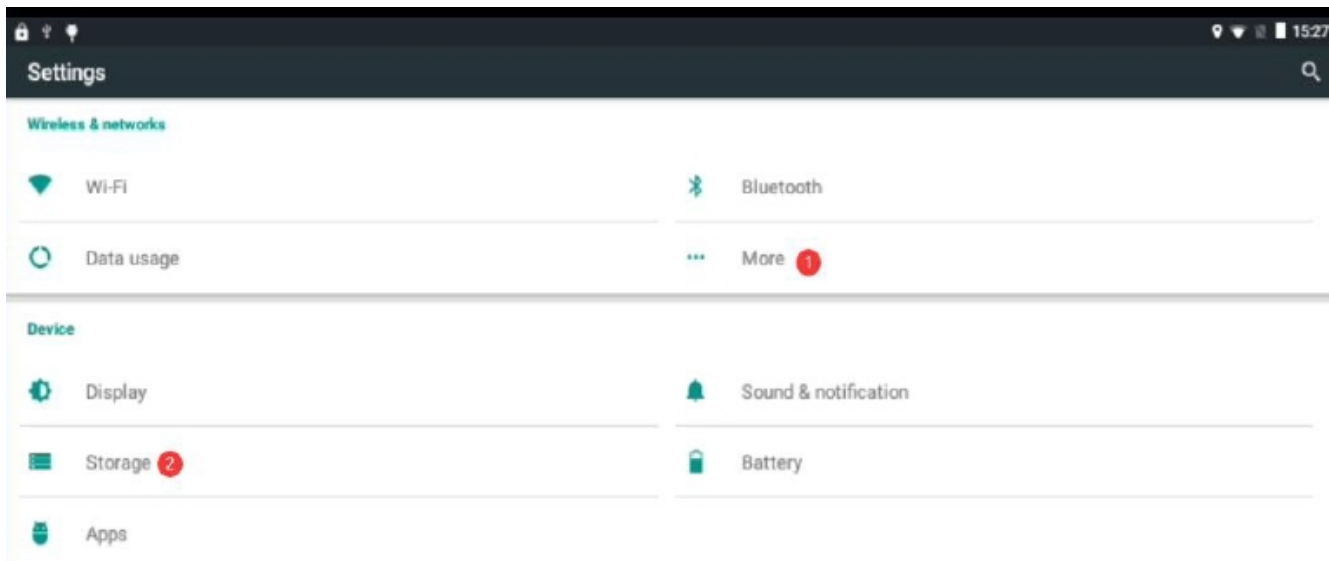 15:27
Settings
Wireless & networks
Wi-Fi
Bluetooth
Data usage
More 1
Device
Display
Sound & notification
Storage 2
Battery
Apps